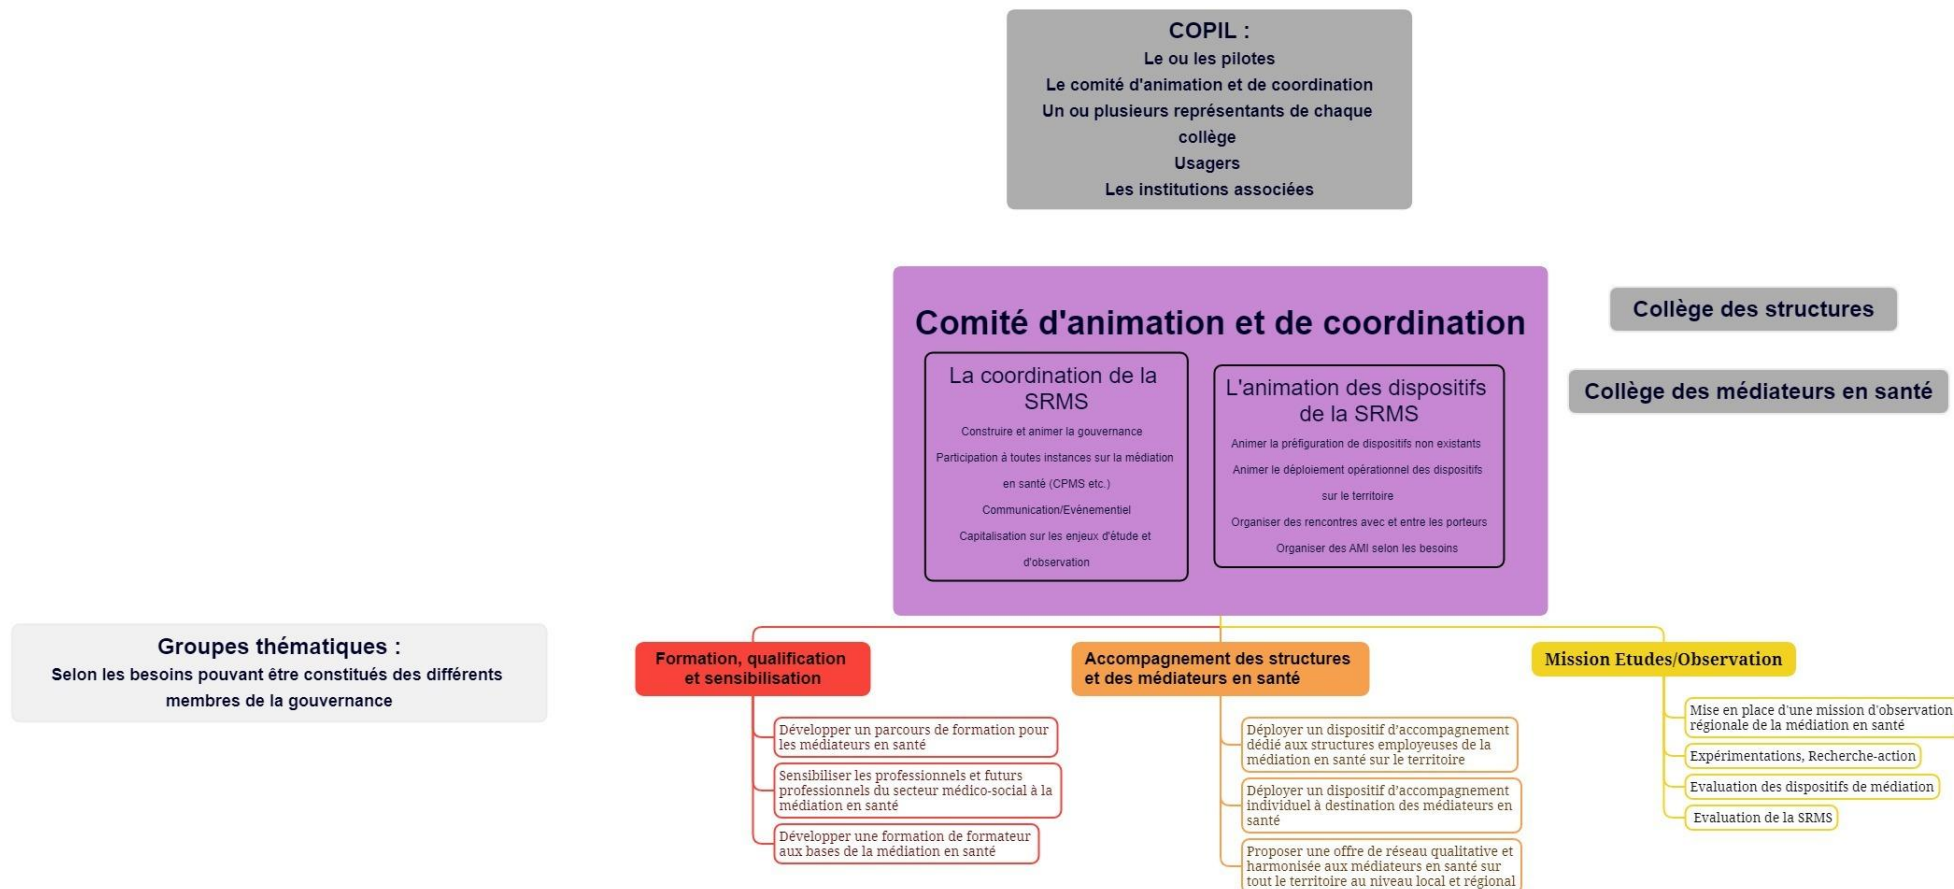 COPIL :
Le ou les pilotes
Le comité d'animation et de coordination
Un ou plusieurs représentants de chaque
collège
Usagers
Les institutions associées
Comité d'animation et de coordination
La coordination de la
SRMS
Construire et animer la gouvernance
Participation à toutes instances sur la médiation
en santé (CPMS etc.)
Communication/Evénementiel
Capitalisation sur les enjeux d'étude et
d'observation
L'animation des dispositifs
de la SRMS
Animer la préfiguration de dispositifs non existants
Animer le déploiement opérationnel des dispositifs
sur le territoire
Organiser des rencontres avec et entre les porteurs
Organiser des AMI selon les besoins
Collège des structures
Collège des médiateurs en santé
Groupes thématiques :
Selon les besoins pouvant être constitués des différents
membres de la gouvernance
Formation, qualification
et sensibilisation
Développer un parcours de formation pour
les médiateurs en santé
Sensibiliser les professionnels et futurs
professionnels du secteur médico-social à la
médiation en santé
Développer une formation de formateur
aux bases de la médiation en santé
Accompagnement des structures
et des médiateurs en santé
Déployer un dispositif d’accompagnement
dédié aux structures employeuses de la
médiation en santé sur le territoire
Déployer un dispositif d’accompagnement
individuel à destination des médiateurs en
santé
Proposer une offre de réseau qualitative et
harmonisée aux médiateurs en santé sur
tout le territoire au niveau local et régional
Mission Etudes/Observation
Mise en place d'une mission d'observation
régionale de la médiation en santé
Expérimentations, Recherche-action
Evaluation des dispositifs de médiation
Evaluation de la SRMS